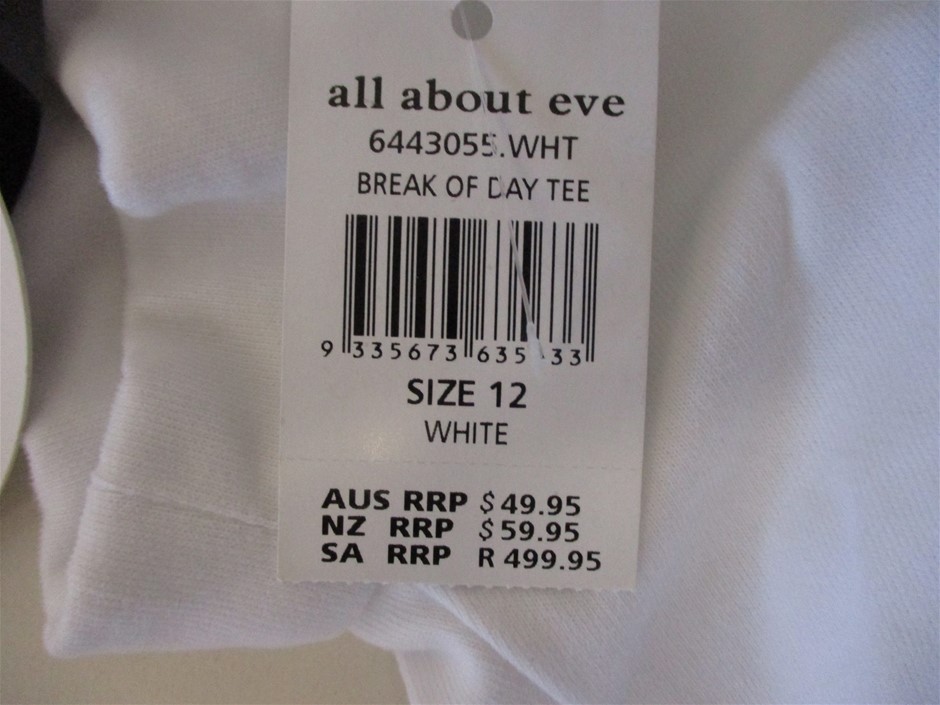 all about eve
6443055.WHT
BREAK OF DAY TEE
9 335673 635 33
SIZE 12
WHITE
AUS RRP $49.95
NZ RRP $59.95
SA RRP R 499.95